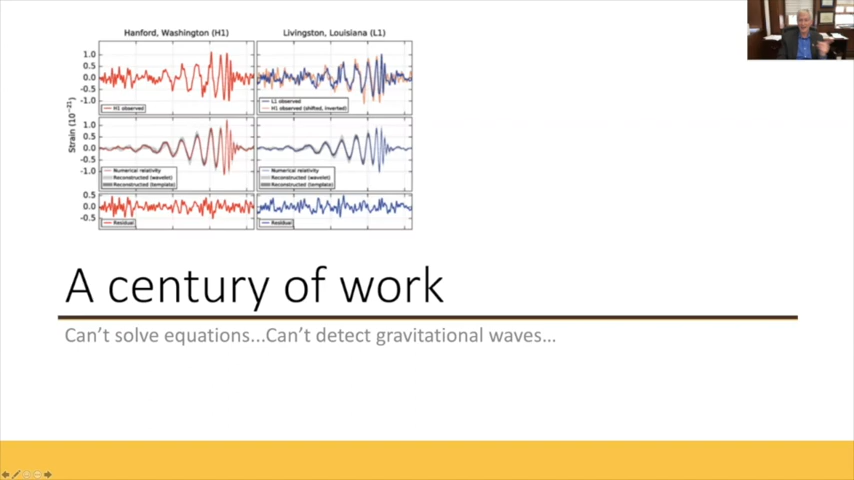 Hanford, Washington (H1)
Livingston, Louisiana (L1)
1.0
0.5
0.0
-0.5
-1.0
H1 observed
L1 observed
H1 observed (shifted, inverted)
Strain (10⁻²¹)
1.0
0.5
0.0
-0.5
-1.0
Numerical relativity
Reconstructed (wavelet)
Reconstructed (template)
Numerical relativity
Reconstructed (wavelet)
Reconstructed (template)
0.5
0.0
-0.5
Residual
Residual
A century of work
Can't solve equations...Can't detect gravitational waves...